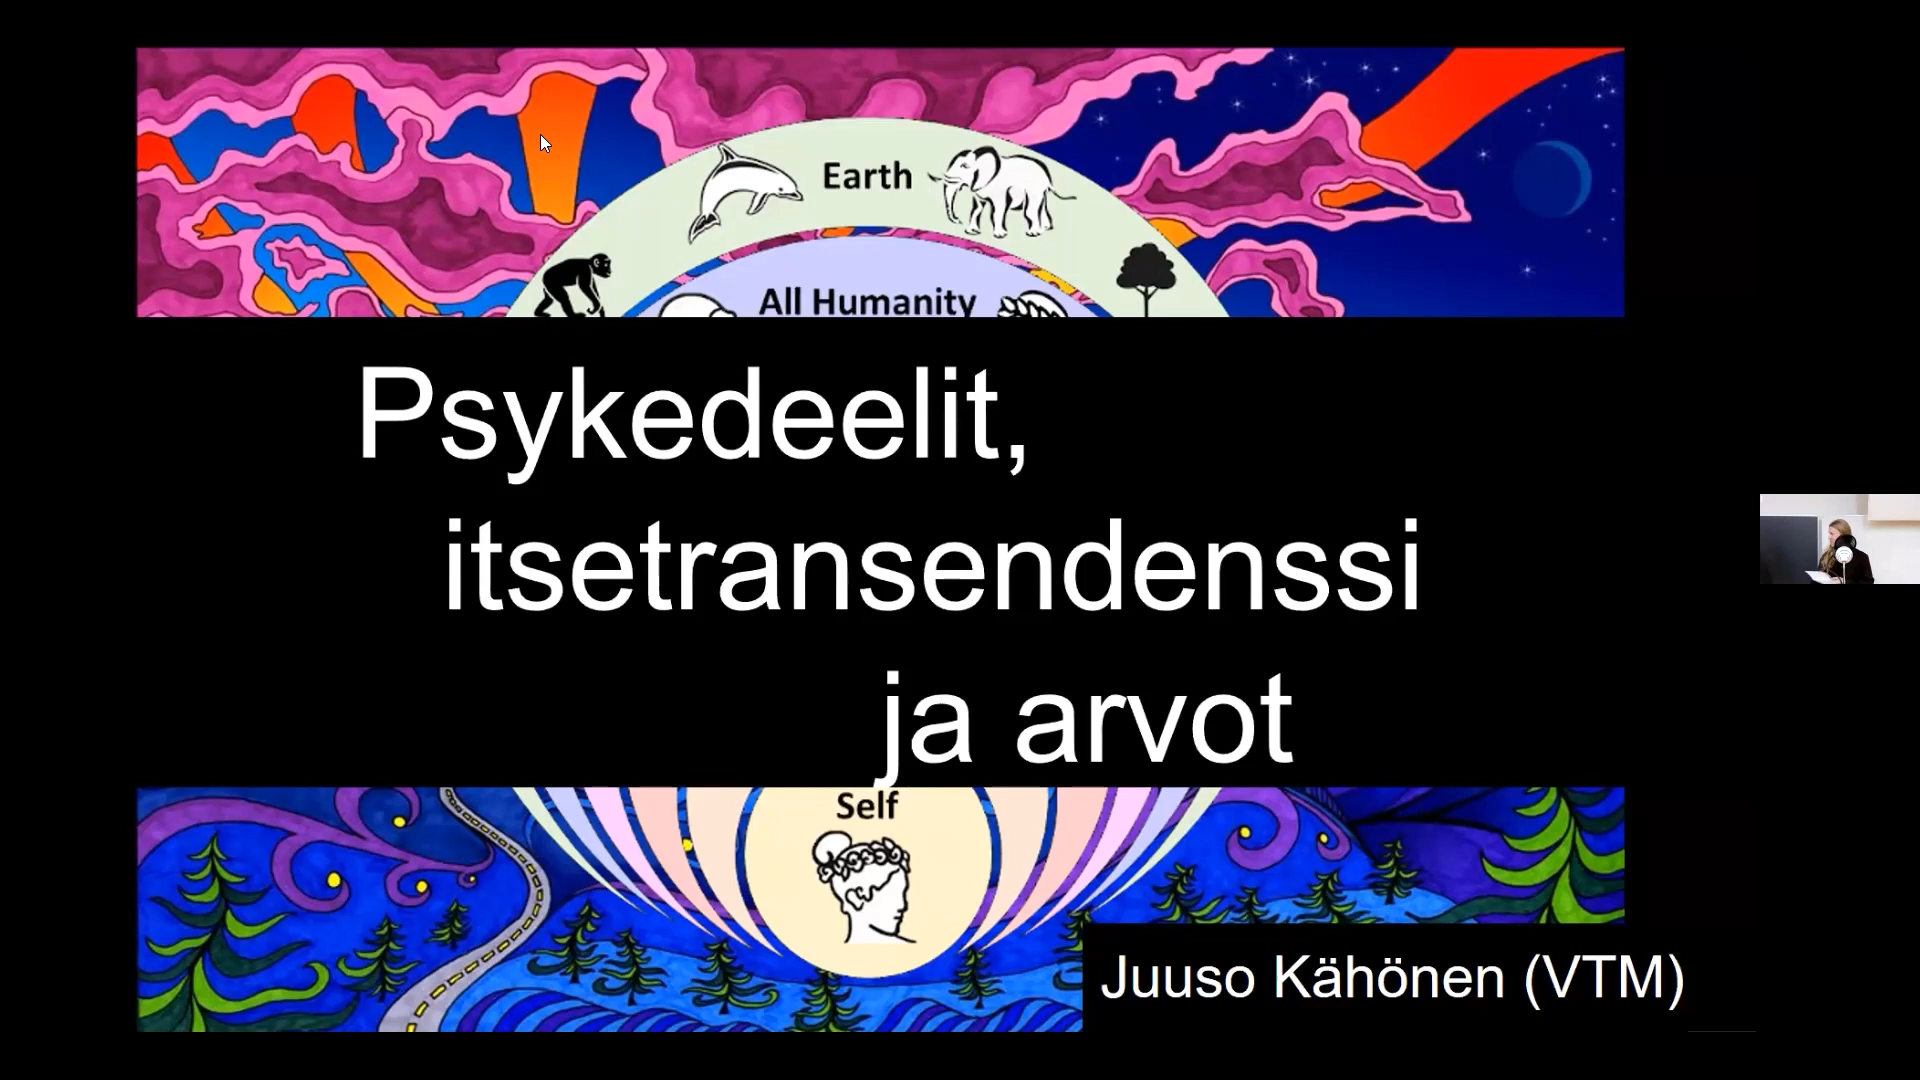 Earth
All Humanity
Psykedeelit,
itsetransendenssi
ja arvot
Self
Juuso Kähönen (VTM)